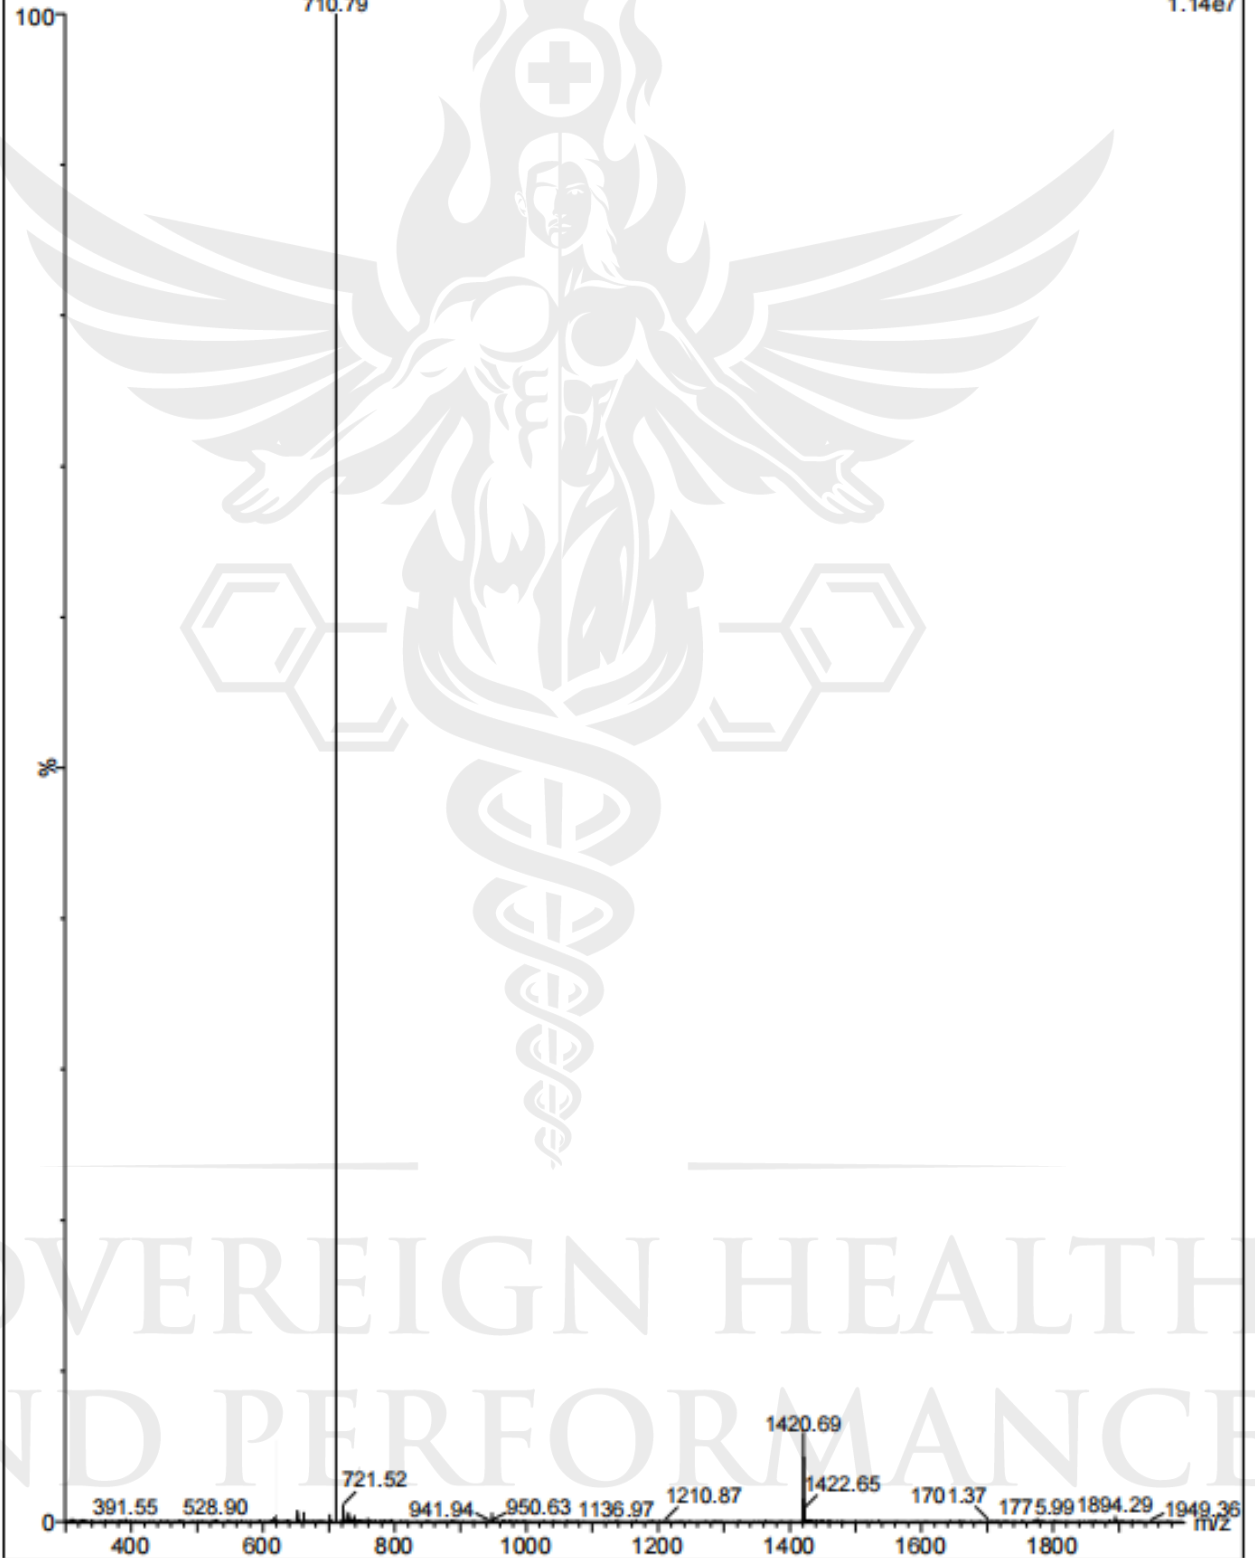 710.79
1.14e7
100
%
OVEREIGN HEALTH
ND PERFORMANCE
1420.69
721.52
1422.65
391.55 528.90 941.94 950.63 1136.97 1210.87 1701.37 1775.99 1894.29 1949.36
0
m/z
400 600 800 1000 1200 1400 1600 1800